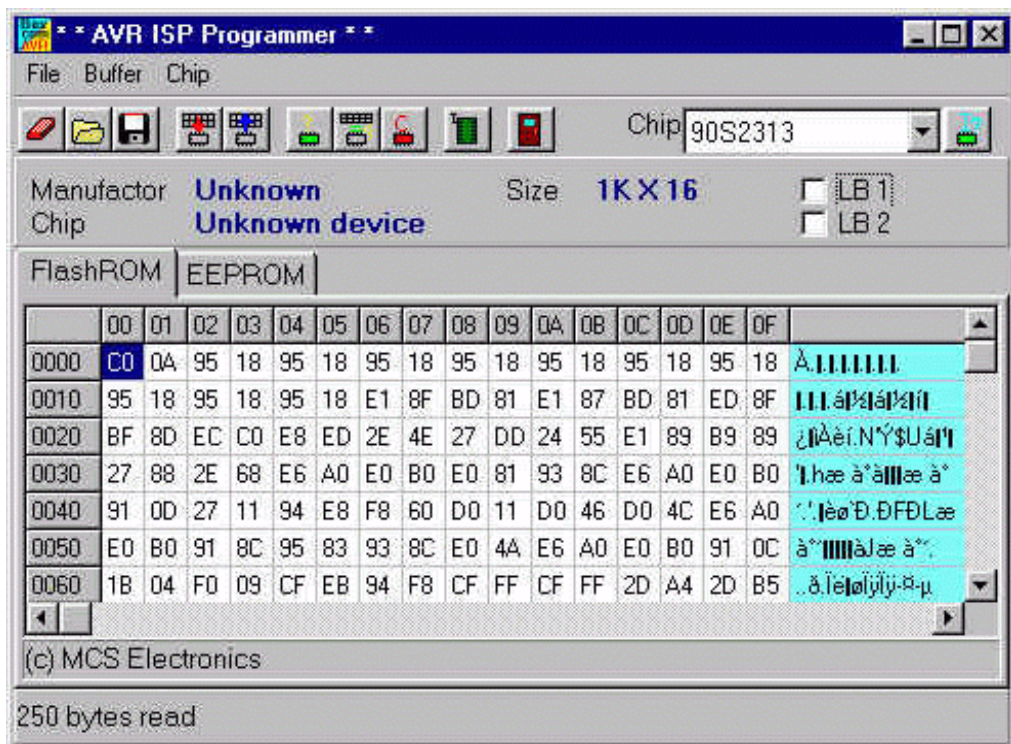 * * AVR ISP Programmer * *
File Buffer Chip
Chip 90S2313
Manufactor Unknown Size 1K X 16 LB 1
Chip Unknown device LB 2
FlashROM EEPROM
00 01 02 03 04 05 06 07 08 09 0A 0B 0C 0D 0E 0F
0000 C0 0A 95 18 95 18 95 18 95 18 95 18 95 18 95 18
0010 95 18 95 18 95 18 E1 8F BD 81 E1 87 BD 81 ED 8F
0020 BF 8D EC C0 E8 ED 2E 4E 27 DD 24 55 E1 89 B9 89
0030 27 88 2E 68 E6 A0 E0 B0 E0 81 93 8C E6 A0 E0 B0
0040 91 0D 27 11 94 E8 F8 60 D0 11 D0 46 D0 4C E6 A0
0050 E0 B0 91 8C 95 83 93 8C E0 4A E6 A0 E0 B0 91 0C
0060 1B 04 F0 09 CF EB 94 F8 CF FF CF FF 2D A4 2D B5
(c) MCS Electronics
250 bytes read